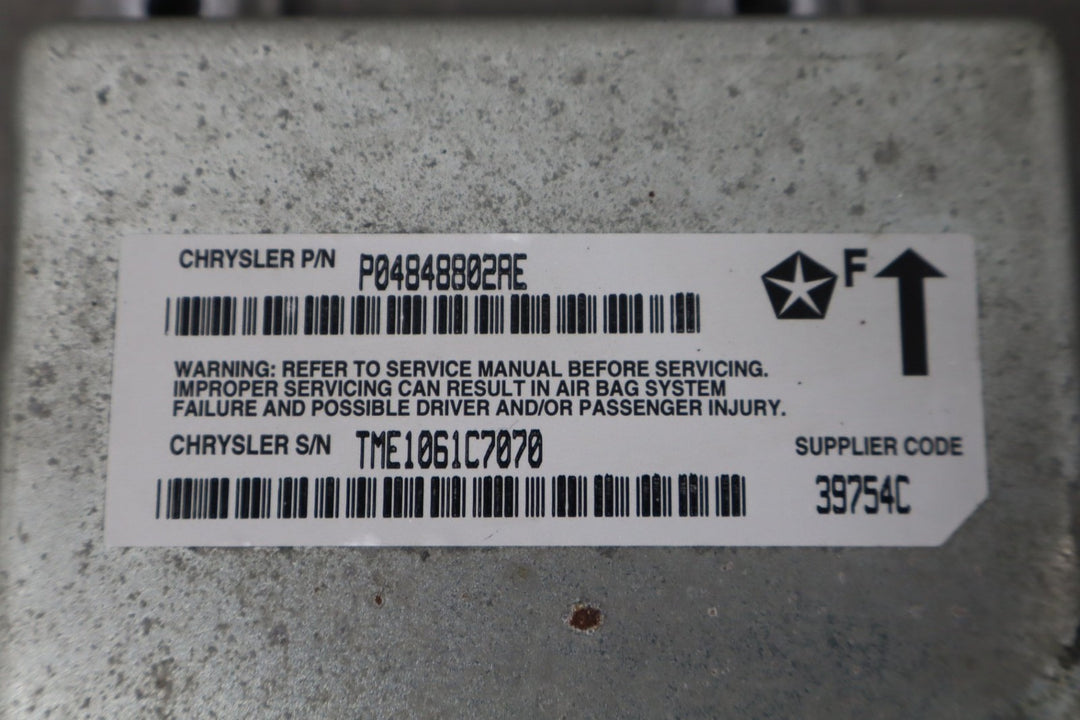 CHRYSLER P/N P04848802AE
F
WARNING: REFER TO SERVICE MANUAL BEFORE SERVICING.
IMPROPER SERVICING CAN RESULT IN AIR BAG SYSTEM
FAILURE AND POSSIBLE DRIVER AND/OR PASSENGER INJURY.
CHRYSLER S/N TME1061C7070
SUPPLIER CODE
39754C